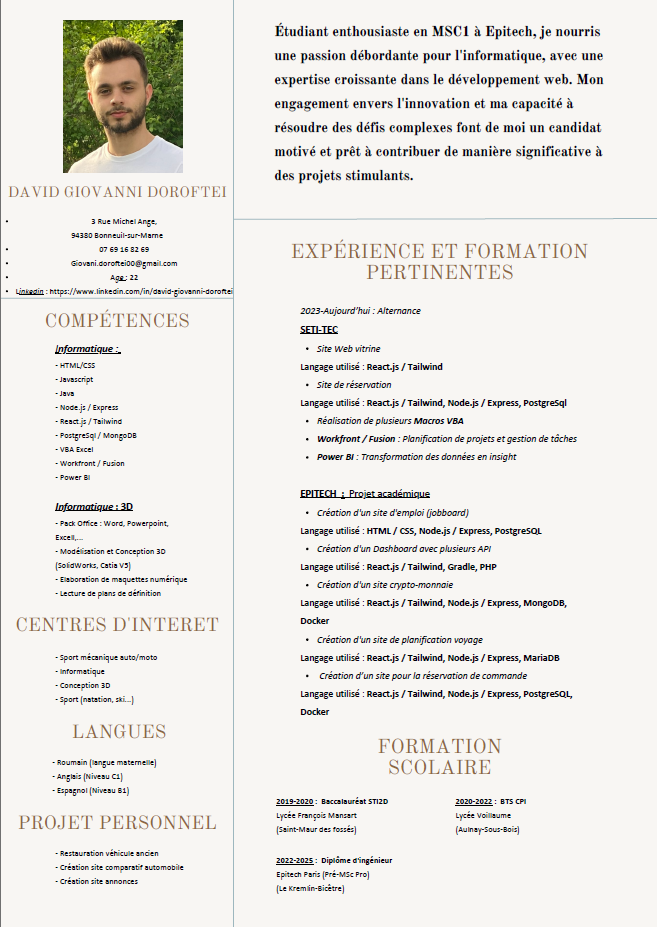 DAVID GIOVANNI DOROFTEI
• 3 Rue Michel Ange,
94380 Bonneuil-sur-Marne
• 07 69 16 82 69
• Giovani.doroftei00@gmail.com
• Age : 22
• Linkedin : https://www.linkedin.com/in/david-giovanni-doroftei
COMPÉTENCES
Informatique :
- HTML/CSS
- Javascript
- Java
- Node.js / Express
- React.js / Tailwind
- PostgreSql / MongoDB
- VBA Excel
- Workfront / Fusion
- Power BI
Informatique : 3D
- Pack Office : Word, Powerpoint,
Excell,...
- Modélisation et Conception 3D
(SolidWorks, Catia V5)
- Elaboration de maquettes numérique
- Lecture de plans de définition
CENTRES D'INTERET
- Sport mécanique auto/moto
- Informatique
- Conception 3D
- Sport (natation, ski...)
LANGUES
- Roumain (langue maternelle)
- Anglais (Niveau C1)
- Espagnol (Niveau B1)
PROJET PERSONNEL
- Restauration véhicule ancien
- Création site comparatif automobile
- Création site annonces
Étudiant enthousiaste en MSC1 à Epitech, je nourris
une passion débordante pour l'informatique, avec une
expertise croissante dans le développement web. Mon
engagement envers l'innovation et ma capacité à
résoudre des défis complexes font de moi un candidat
motivé et prêt à contribuer de manière significative à
des projets stimulants.
EXPÉRIENCE ET FORMATION
PERTINENTES
2023-Aujourd'hui : Alternance
SETI-TEC
• Site Web vitrine
Langage utilisé : React.js / Tailwind
• Site de réservation
Langage utilisé : React.js / Tailwind, Node.js / Express, PostgreSql
• Réalisation de plusieurs Macros VBA
• Workfront / Fusion : Planification de projets et gestion de tâches
• Power BI : Transformation des données en insight
EPITECH : Projet académique
• Création d'un site d'emploi (jobboard)
Langage utilisé : HTML / CSS, Node.js / Express, PostgreSQL
• Création d'un Dashboard avec plusieurs API
Langage utilisé : React.js / Tailwind, Gradle, PHP
• Création d'un site crypto-monnaie
Langage utilisé : React.js / Tailwind, Node.js / Express, MongoDB,
Docker
• Création d'un site de planification voyage
Langage utilisé : React.js / Tailwind, Node.js / Express, MariaDB
• Création d'un site pour la réservation de commande
Langage utilisé : React.js / Tailwind, Node.js / Express, PostgreSQL,
Docker
FORMATION
SCOLAIRE
2019-2020 : Baccalauréat STI2D
Lycée François Mansart
(Saint-Maur des fossés)
2020-2022 : BTS CPI
Lycée Voillaume
(Aulnay-Sous-Bois)
2022-2025 : Diplôme d'ingénieur
Epitech Paris (Pré-MSc Pro)
(Le Kremlin-Bicêtre)